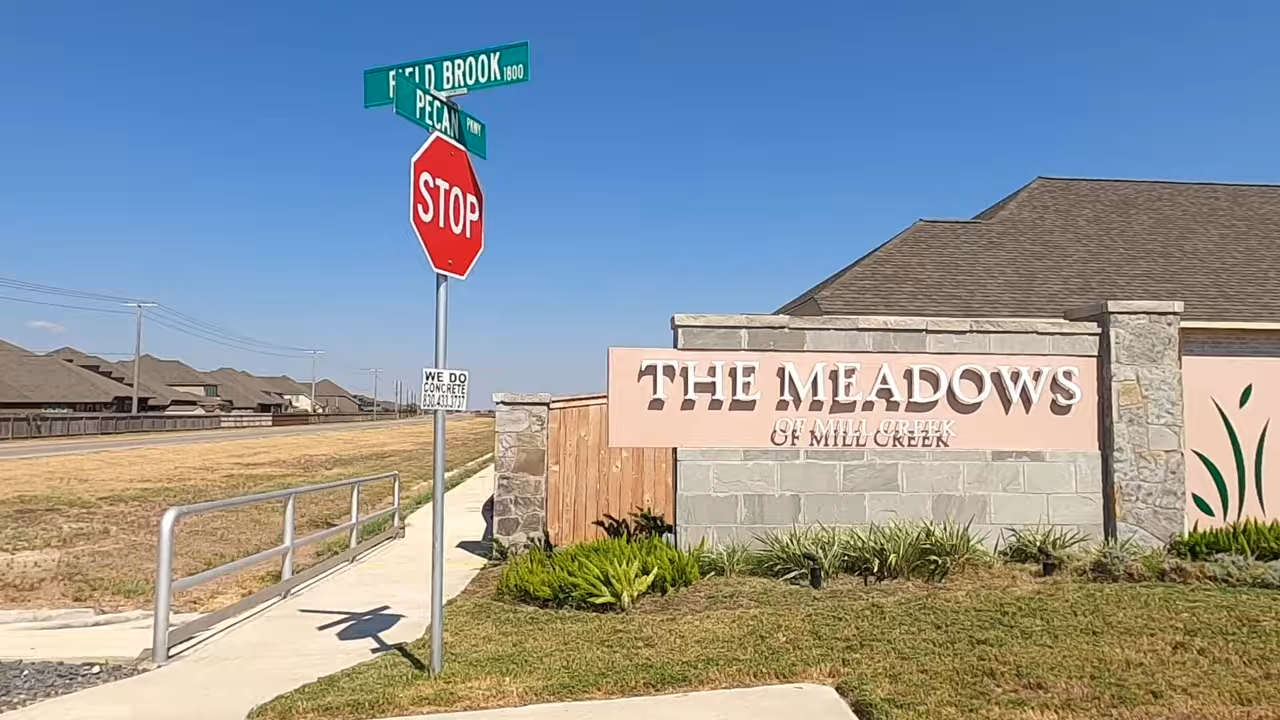 FIELD BROOK 1800
PECAN PKWY
STOP
WE DO
CONCRETE
THE MEADOWS
OF MILL CREEK